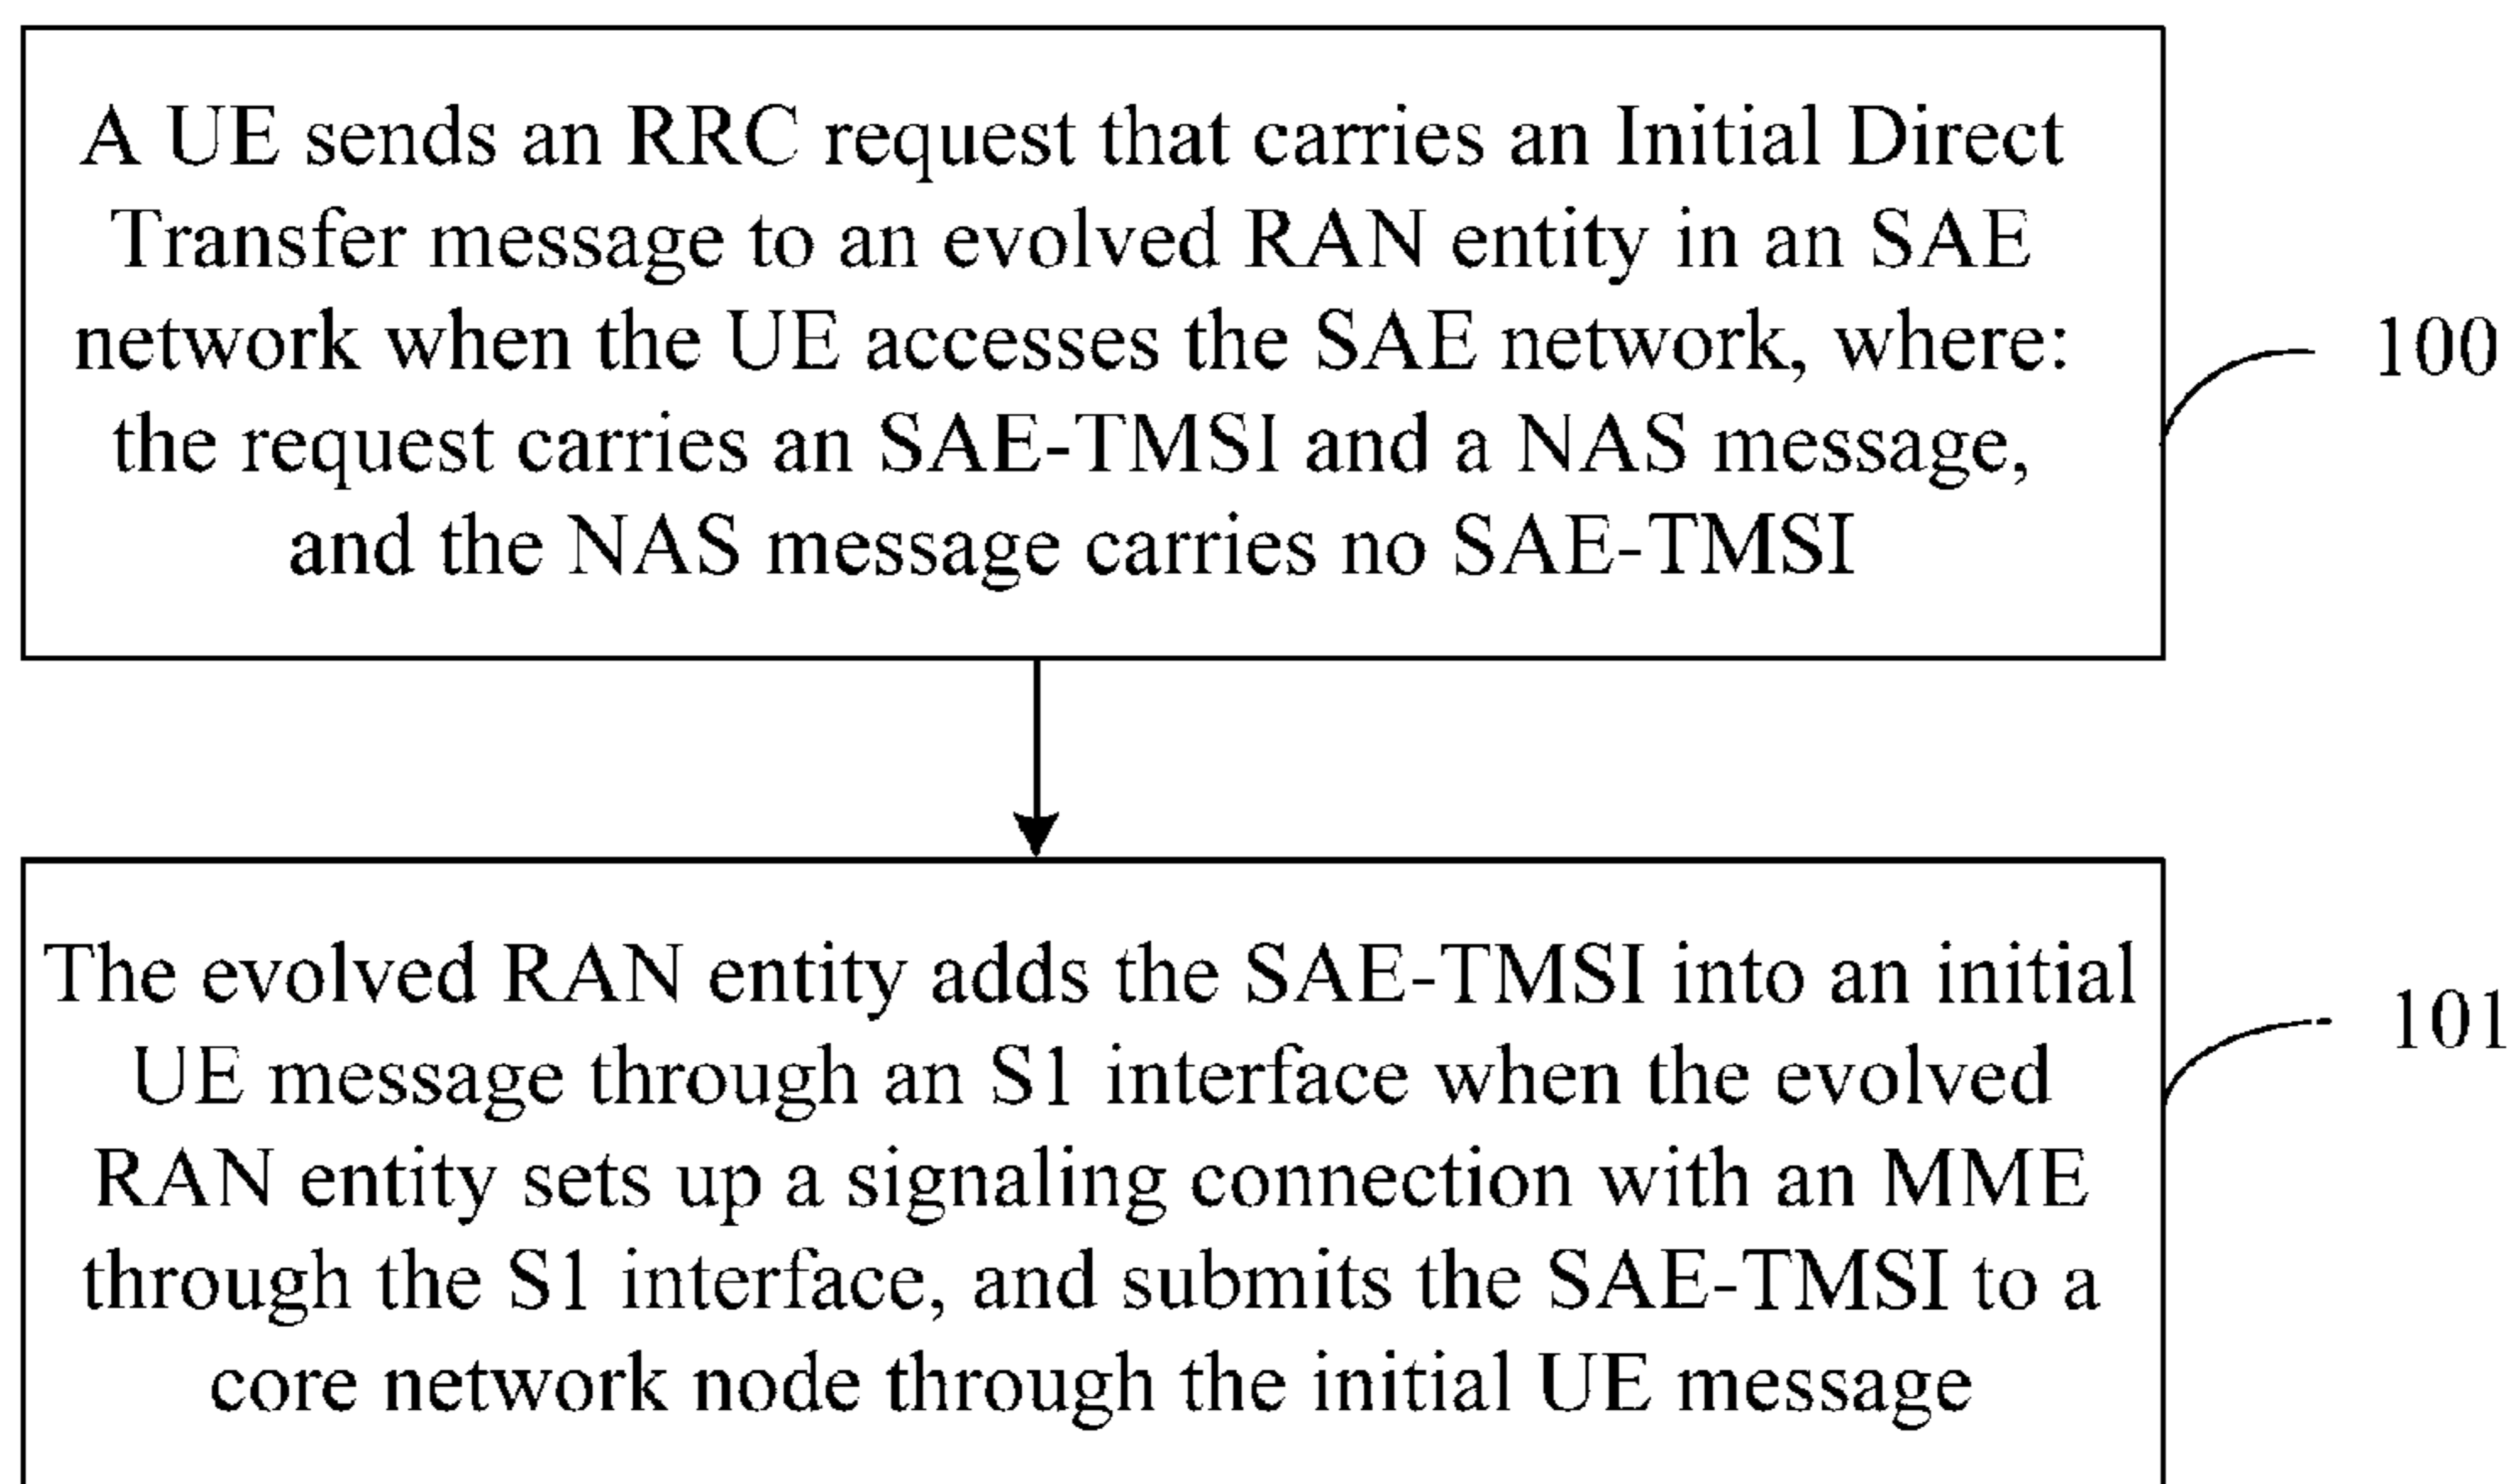 A UE sends an RRC request that carries an Initial Direct
Transfer message to an evolved RAN entity in an SAE
network when the UE accesses the SAE network, where:
the request carries an SAE-TMSI and a NAS message,
and the NAS message carries no SAE-TMSI
100
The evolved RAN entity adds the SAE-TMSI into an initial
UE message through an S1 interface when the evolved
RAN entity sets up a signaling connection with an MME
through the S1 interface, and submits the SAE-TMSI to a
core network node through the initial UE message
101